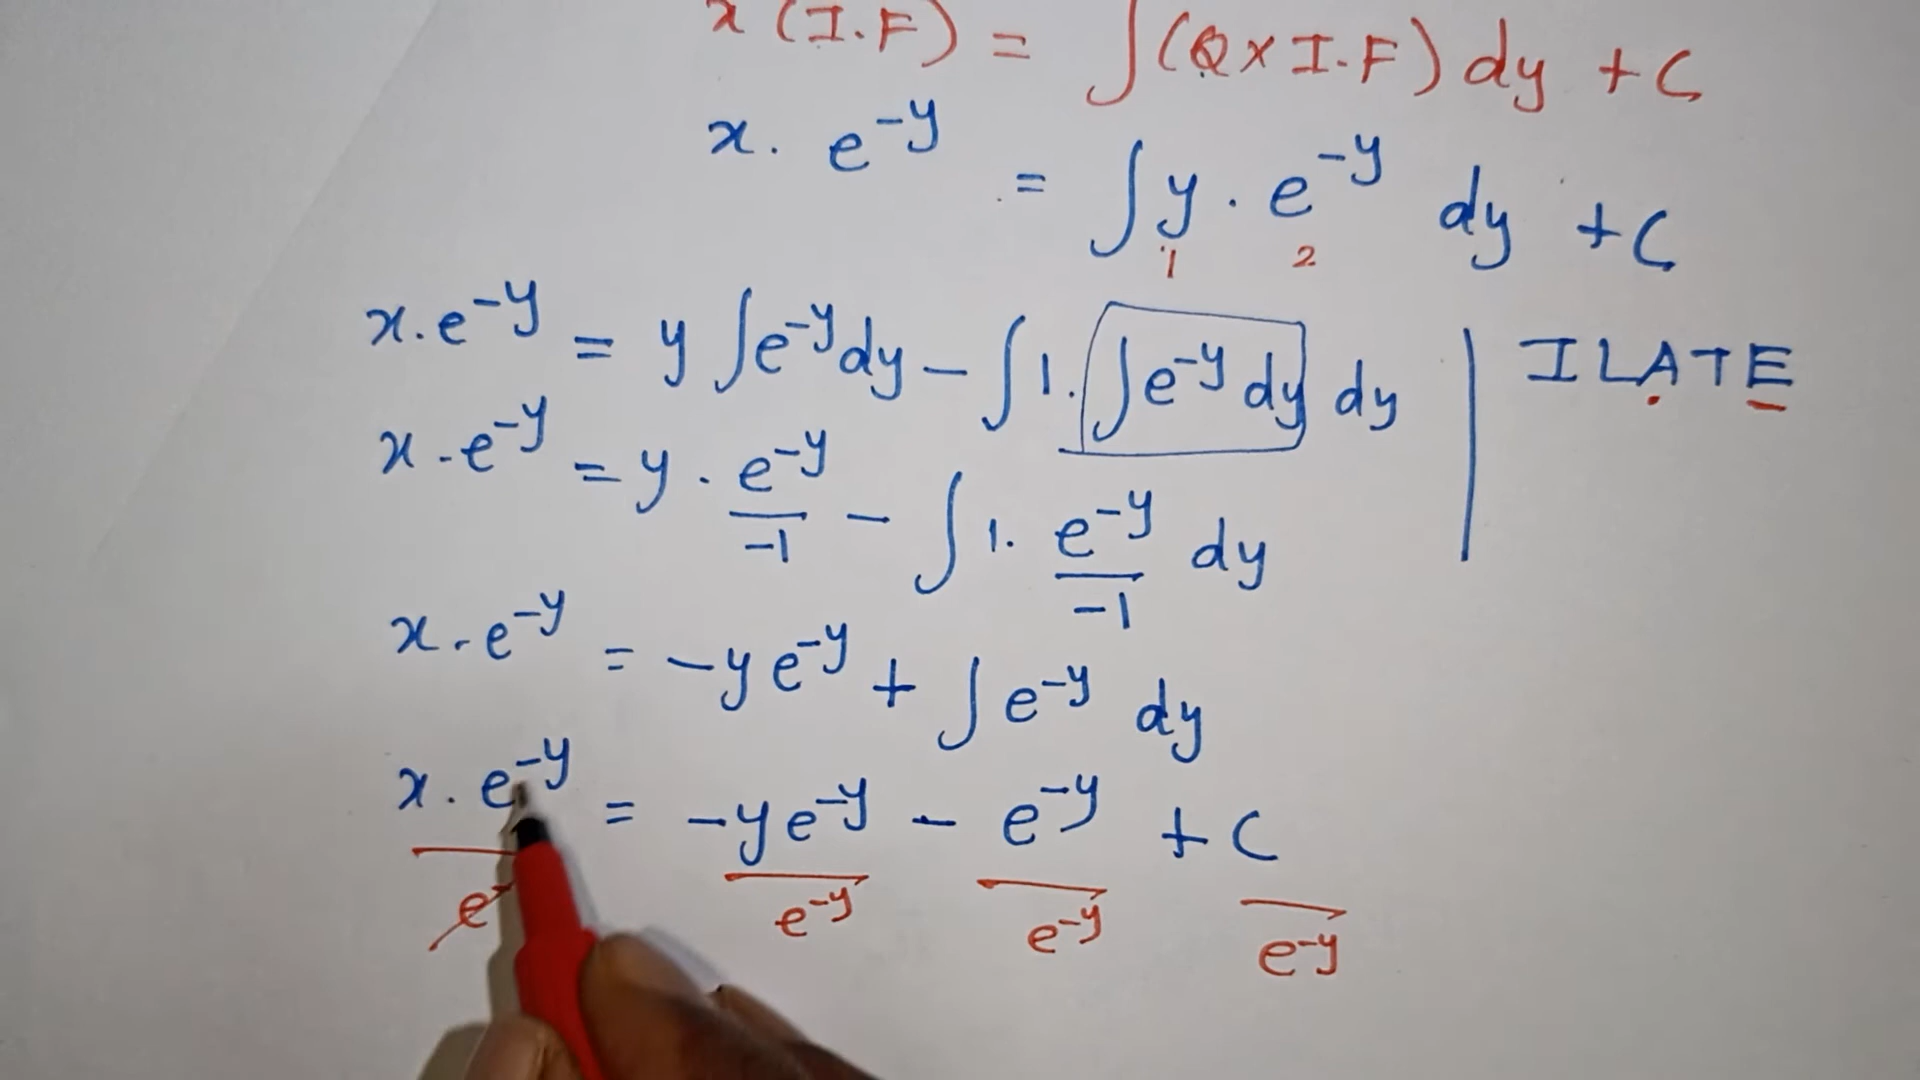 x (I.F) = ∫(Q x I.F) dy + C
x. e^-y = ∫y . e^-y dy + C
1 2
x.e^-y = y ∫e^-y dy - ∫1. ∫e^-y dy dy | ILATE
x - e^-y = y . e^-y/-1 - ∫1. e^-y/-1 dy
x - e^-y = -ye^-y + ∫e^-y dy
x . e^-y = -ye^-y - e^-y + C
e^- e^-y e^-y e^-y